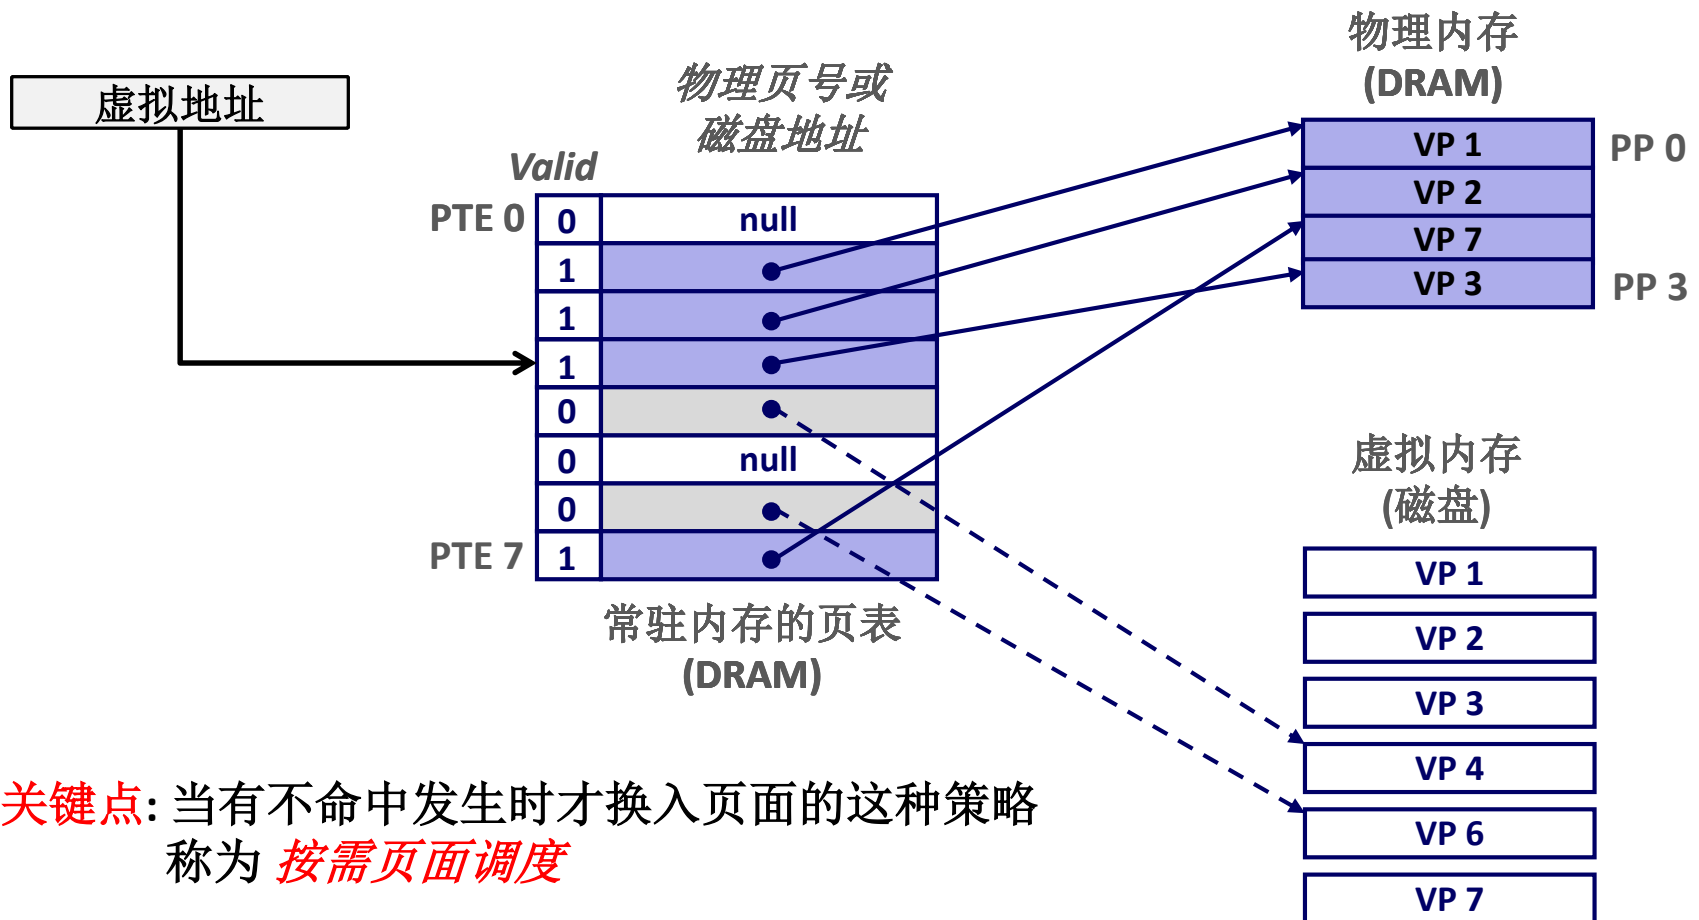 物理内存
(DRAM)
虚拟地址
物理页号或
磁盘地址
Valid
VP 1 PP 0
VP 2
VP 7
VP 3 PP 3
PTE 0 0 null
1
1
1
0
0 null
0
PTE 7 1
常驻内存的页表
(DRAM)
虚拟内存
(磁盘)
VP 1
VP 2
VP 3
VP 4
VP 6
VP 7
关键点: 当有不命中发生时才换入页面的这种策略
称为 按需页面调度